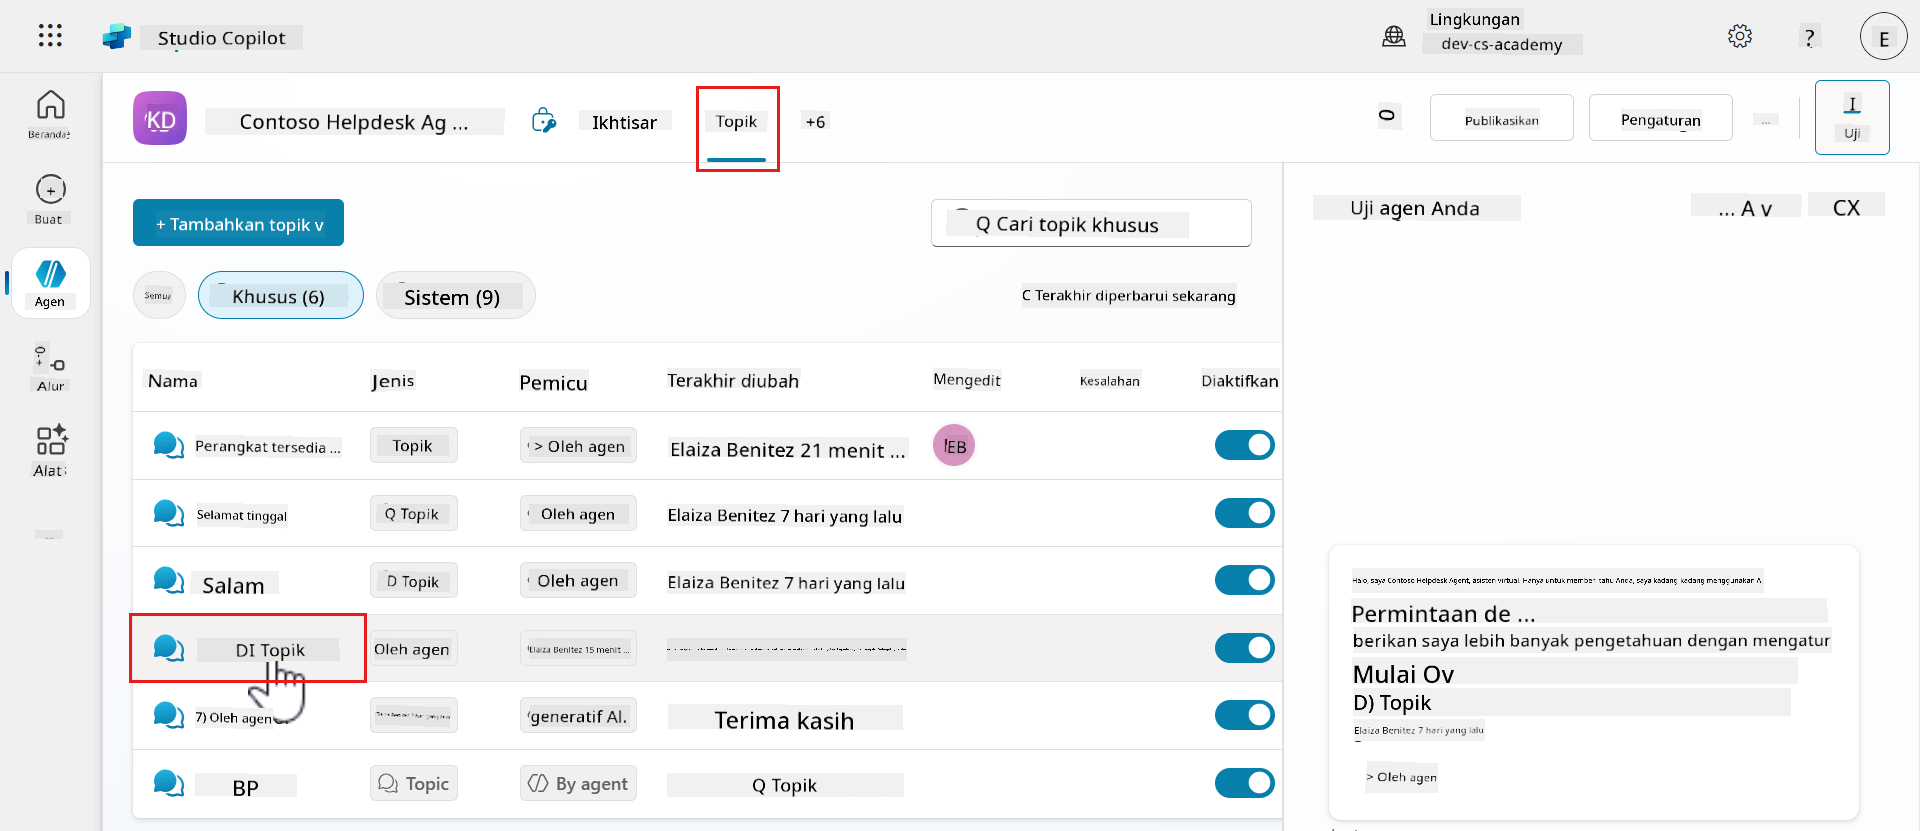 Studio Copilot
Lingkungan
dev-cs-academy
?
E
Beranda
Buat
Agen
Alur
Alat
KD
Contoso Helpdesk Ag ...
Ikhtisar
Topik
+6
Publikasikan
Pengaturan
...
I
Uji
+ Tambahkan topik v
Q Cari topik khusus
Semua
Khusus (6)
Sistem (9)
C Terakhir diperbarui sekarang
Nama
Jenis
Pemicu
Terakhir diubah
Mengedit
Kesalahan
Diaktifkan
Perangkat tersedia ...
Topik
> Oleh agen
Elaiza Benitez 21 menit ...
EB
Selamat tinggal
Q Topik
Oleh agen
Elaiza Benitez 7 hari yang lalu
Salam
D Topik
Oleh agen
Elaiza Benitez 7 hari yang lalu
DI Topik
Oleh agen
Elaiza Benitez 15 menit ...
7) Oleh agen
generatif AI.
Terima kasih
BP
Topic
By agent
Q Topik
Uji agen Anda
... A v
CX
Halo, saya Contoso Helpdesk Agent, asisten virtual. Hanya untuk memberi tahu Anda, saya kadang-kadang menggunakan A
Permintaan de ...
berikan saya lebih banyak pengetahuan dengan mengatur
Mulai Ov
D) Topik
Elaiza Benitez 7 hari yang lalu
> Oleh agen